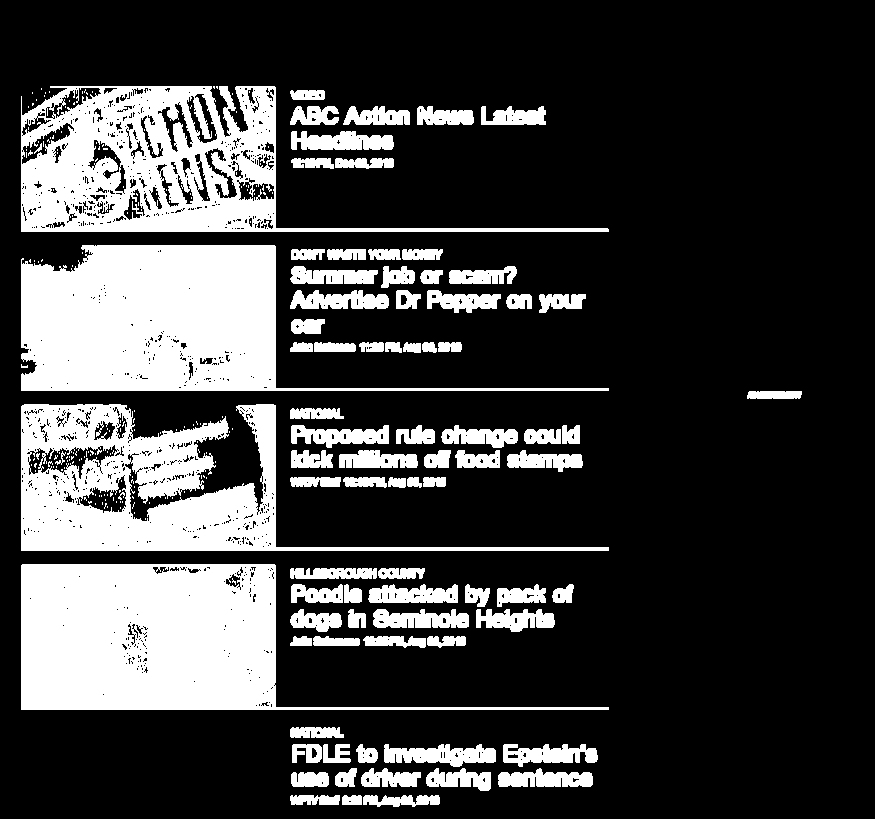 ACTION
NEWS
VIDEO
ABC Action News Latest
Headlines
DON'T WASTE YOUR MONEY
Summer job or scam?
Advertise Dr Pepper on your
car
NATIONAL
Proposed rule change could
kick millions off food stamps
HILLSBOROUGH COUNTY
Poodle attacked by pack of
dogs in Seminole Heights
NATIONAL
FDLE to investigate Epstein's
use of driver during sentence